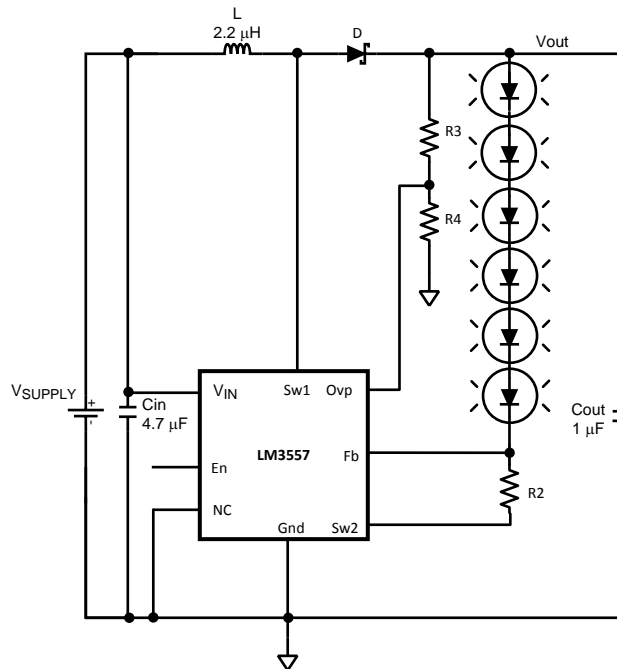 L
2.2 μH
D
Vout
R3
R4
VSUPPLY
+
-
Cin
4.7 μF
VIN
Sw1
Ovp
En
LM3557
Fb
NC
Gnd
Sw2
R2
Cout
1 μF